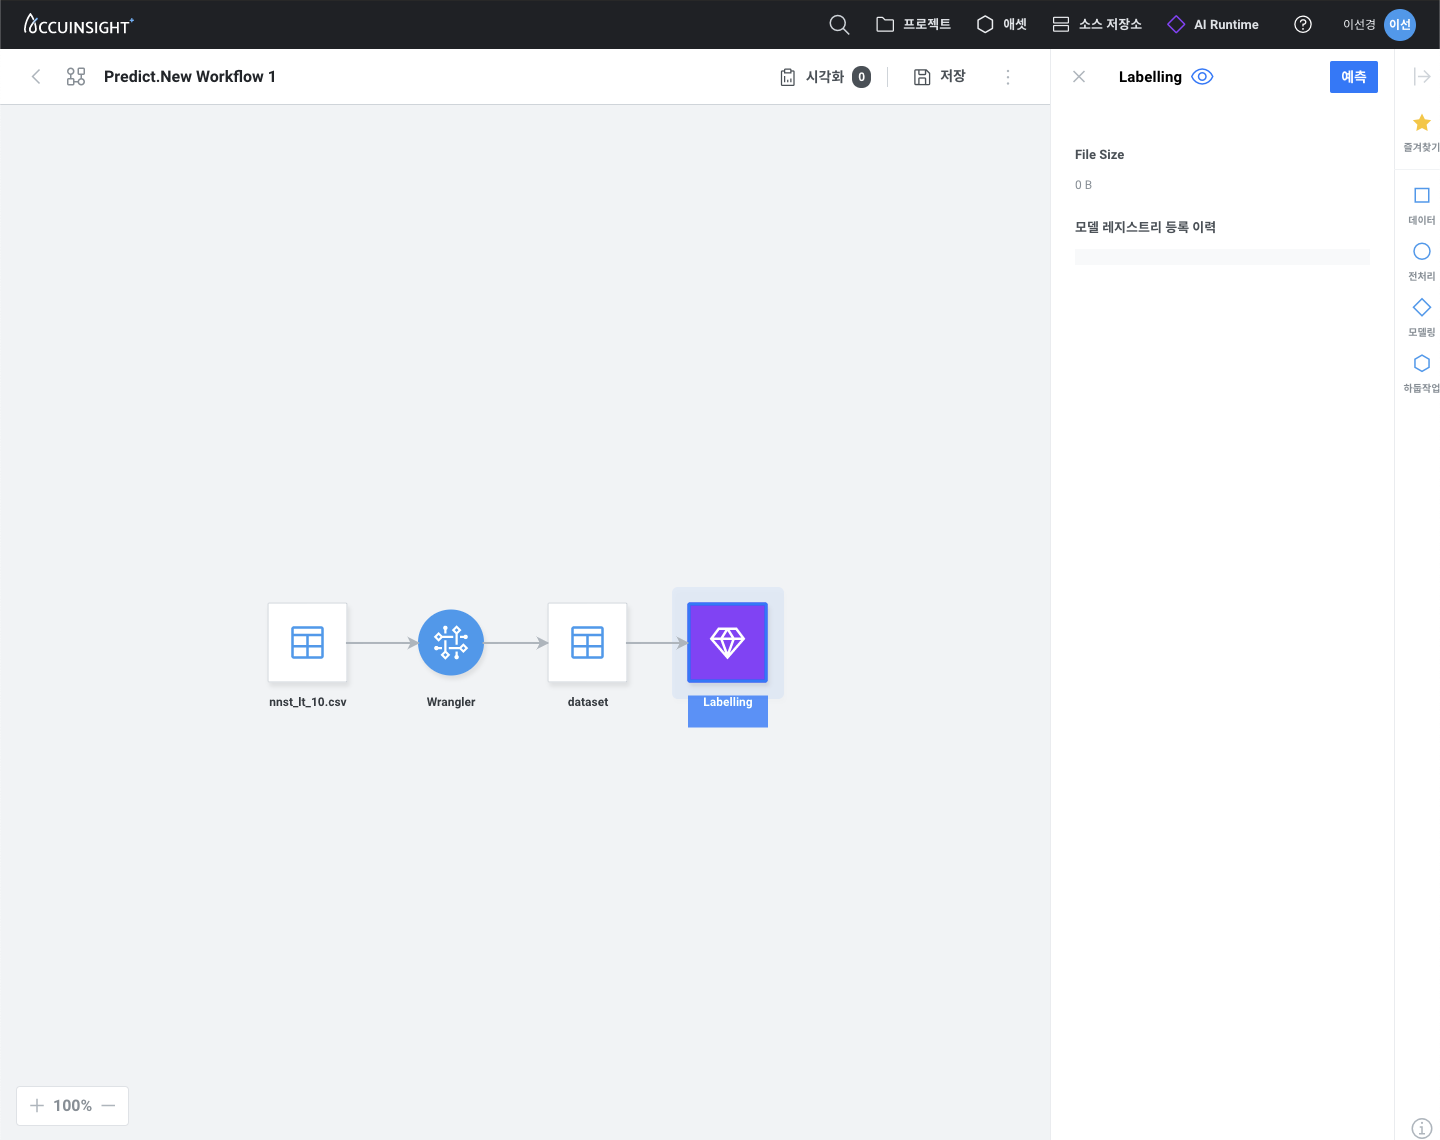 ACCUINSIGHT+
프로젝트
애셋
소스 저장소
AI Runtime
이선경
이선
Predict.New Workflow 1
시각화
0
저장
Labelling
예측
File Size
0 B
모델 레지스트리 등록 이력
즐겨찾기
데이터
전처리
모델링
하둡작업
nnst_lt_10.csv
Wrangler
dataset
Labelling
100%